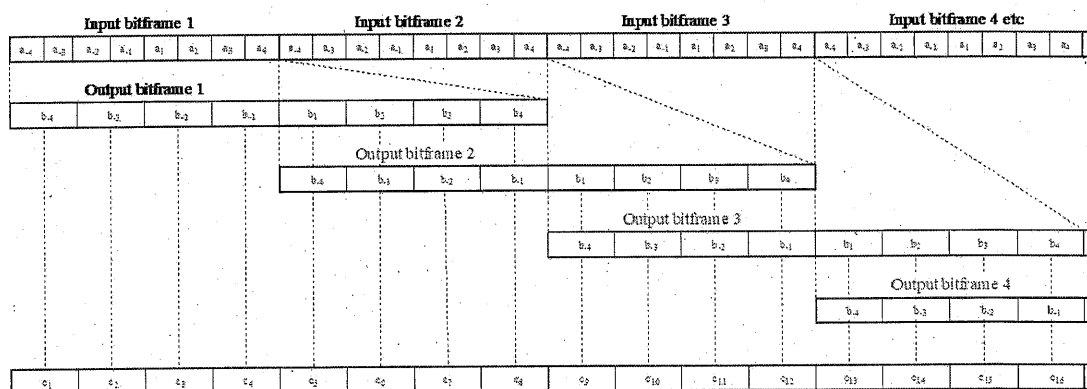 Input bitframe 1 Input bitframe 2 Input bitframe 3 Input bitframe 4 etc
a-4 a-3 a-2 a-1 a1 a2 a3 a4 a-4 a-3 a-2 a-1 a1 a2 a3 a4 a-4 a-3 a-2 a-1 a1 a2 a3 a4 a-4 a-3 a-2 a-1 a1 a2 a3 a4
Output bitframe 1
b-4 b-3 b-2 b-1 b1 b2 b3 b4
Output bitframe 2
b-4 b-3 b-2 b-1 b1 b2 b3 b4
Output bitframe 3
b-4 b-3 b-2 b-1 b1 b2 b3 b4
Output bitframe 4
b-4 b-3 b-2 b-1
c1 c2 c3 c4 c5 c6 c7 c8 c9 c10 c11 c12 c13 c14 c15 c16